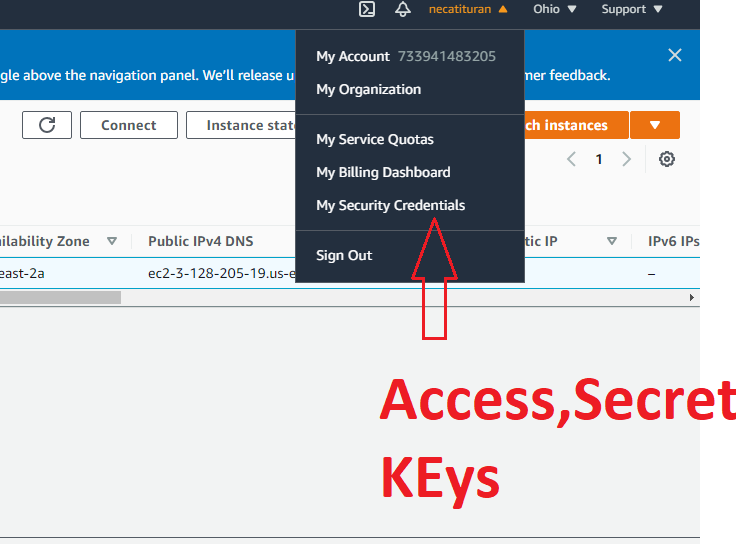 necatituran Ohio Support
My Account 733941483205
gle above the navigation panel. We'll release u mer feedback.
My Organization
Connect Instance stat ch instances
My Service Quotas
1
My Billing Dashboard
My Security Credentials
ilability Zone Public IPv4 DNS tic IP IPv6 IPs
Sign Out
east-2a ec2-3-128-205-19.us-e –
Access,Secret
KEys